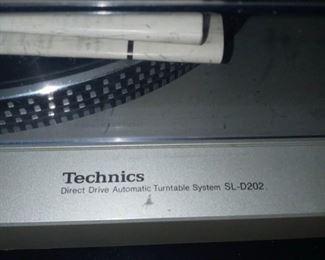 Technics
Direct Drive Automatic Turntable System SL-D202